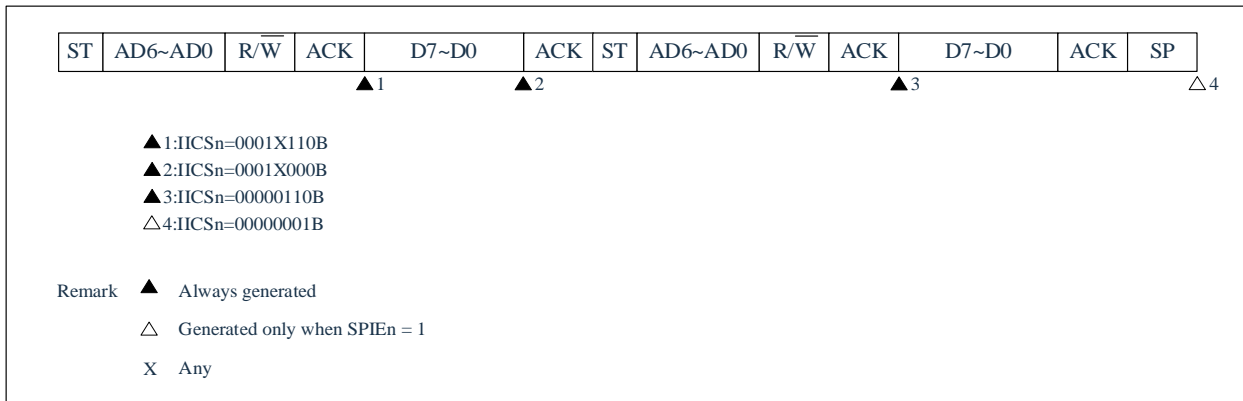 ST AD6~AD0 R/W̅ ACK D7~D0 ACK ST AD6~AD0 R/W̅ ACK D7~D0 ACK SP
▲1 ▲2 ▲3 △4
▲1:IICSn=0001X110B
▲2:IICSn=0001X000B
▲3:IICSn=00000110B
△4:IICSn=00000001B
Remark ▲ Always generated
△ Generated only when SPIEn = 1
X Any